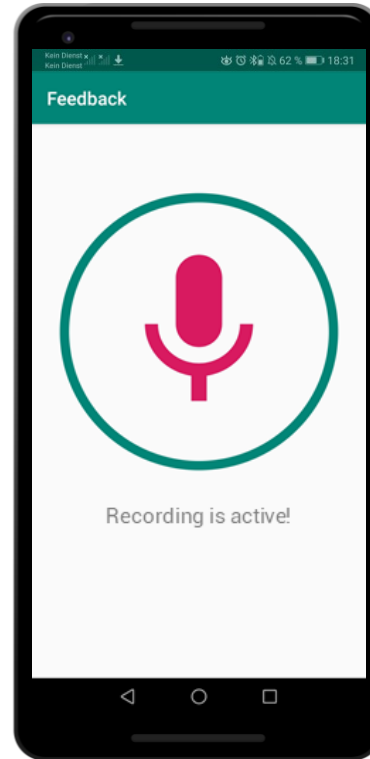 Kein Dienst
Kein Dienst
62 % 18:31
Feedback
Recording is active!